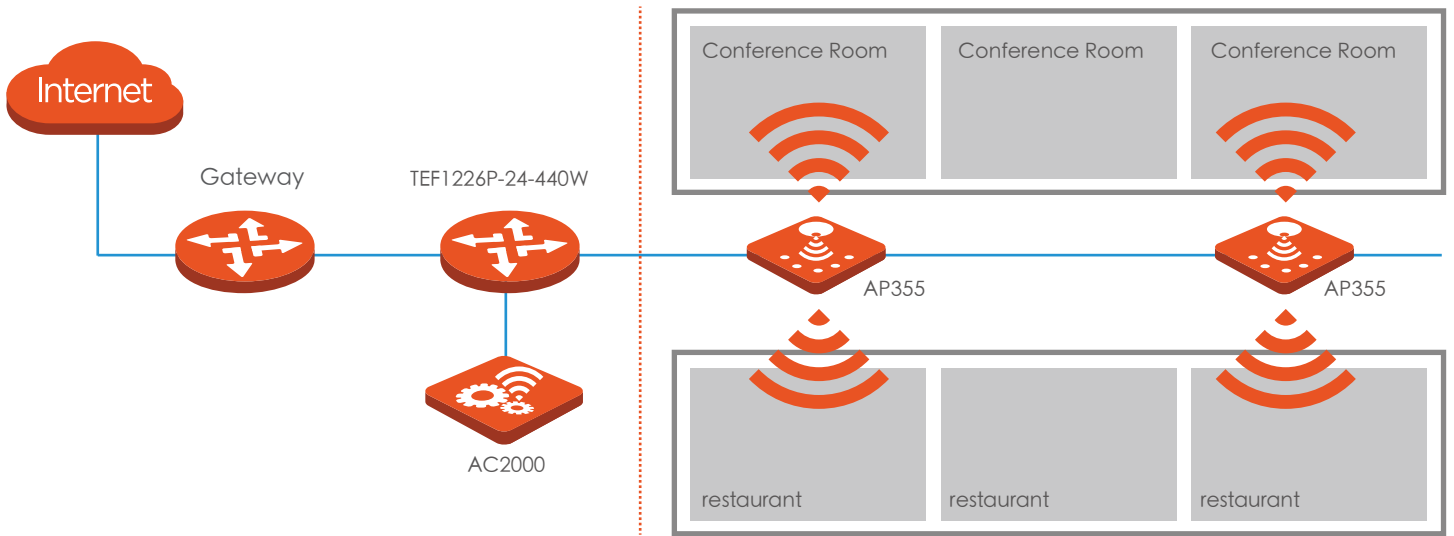 Internet
Gateway
TEF1226P-24-440W
AC2000
Conference Room
Conference Room
Conference Room
AP355
AP355
restaurant
restaurant
restaurant